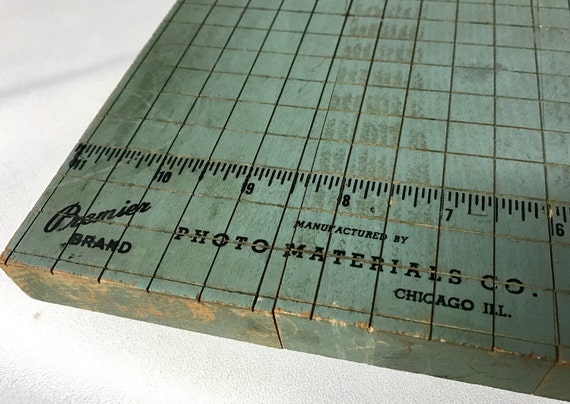 11 10 9 8 7 6
Premier
BRAND
MANUFACTURED BY
PHOTO MATERIALS CO.
CHICAGO ILL.